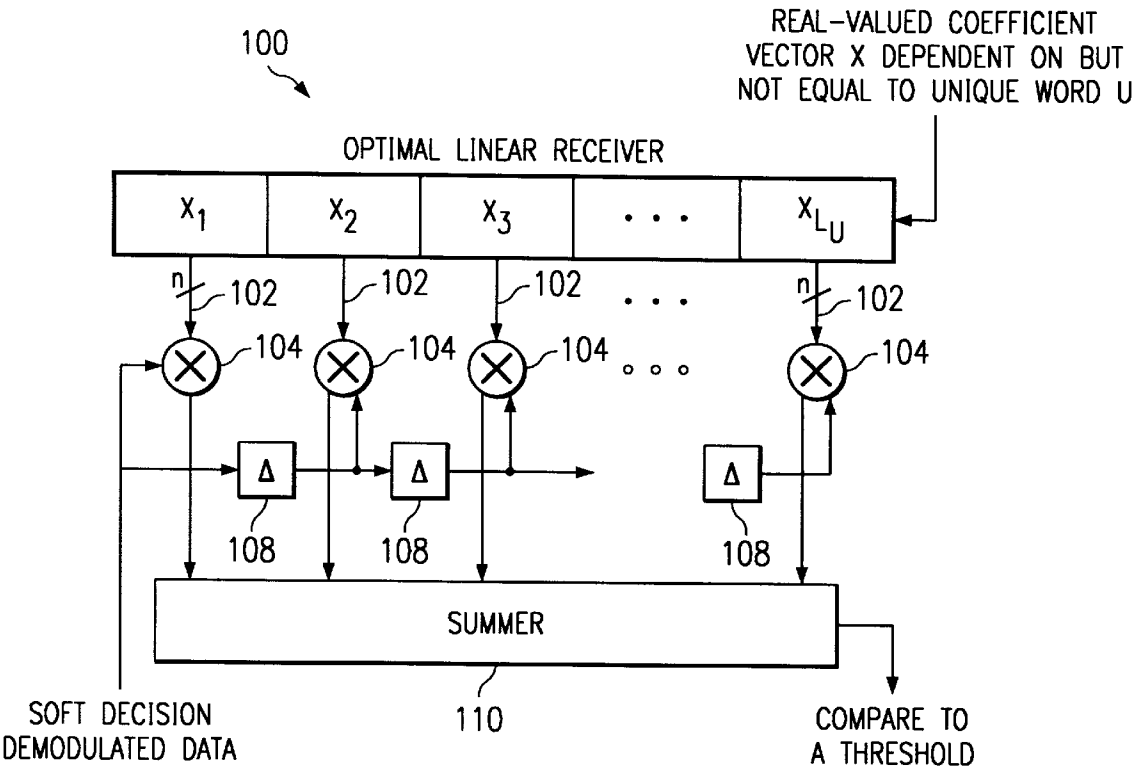 REAL-VALUED COEFFICIENT
VECTOR X DEPENDENT ON BUT
NOT EQUAL TO UNIQUE WORD U
100
OPTIMAL LINEAR RECEIVER
X1 X2 X3 . . . XLU
n 102 102 102 . . . n 102
104 104 104 104
Δ Δ Δ
108 108 108
SUMMER
110
SOFT DECISION
DEMODULATED DATA
COMPARE TO
A THRESHOLD